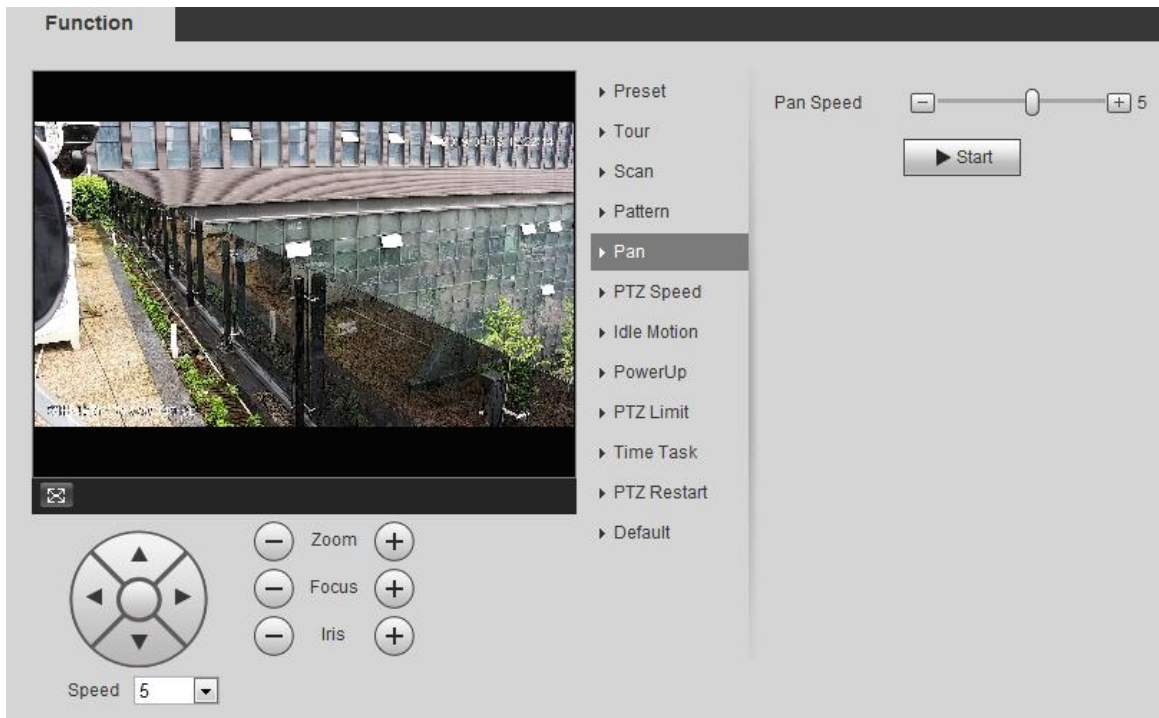 Function
Preset
Tour
Scan
Pattern
Pan
PTZ Speed
Idle Motion
PowerUp
PTZ Limit
Time Task
PTZ Restart
Default
Pan Speed
5
Start
Zoom
Focus
Iris
Speed
5